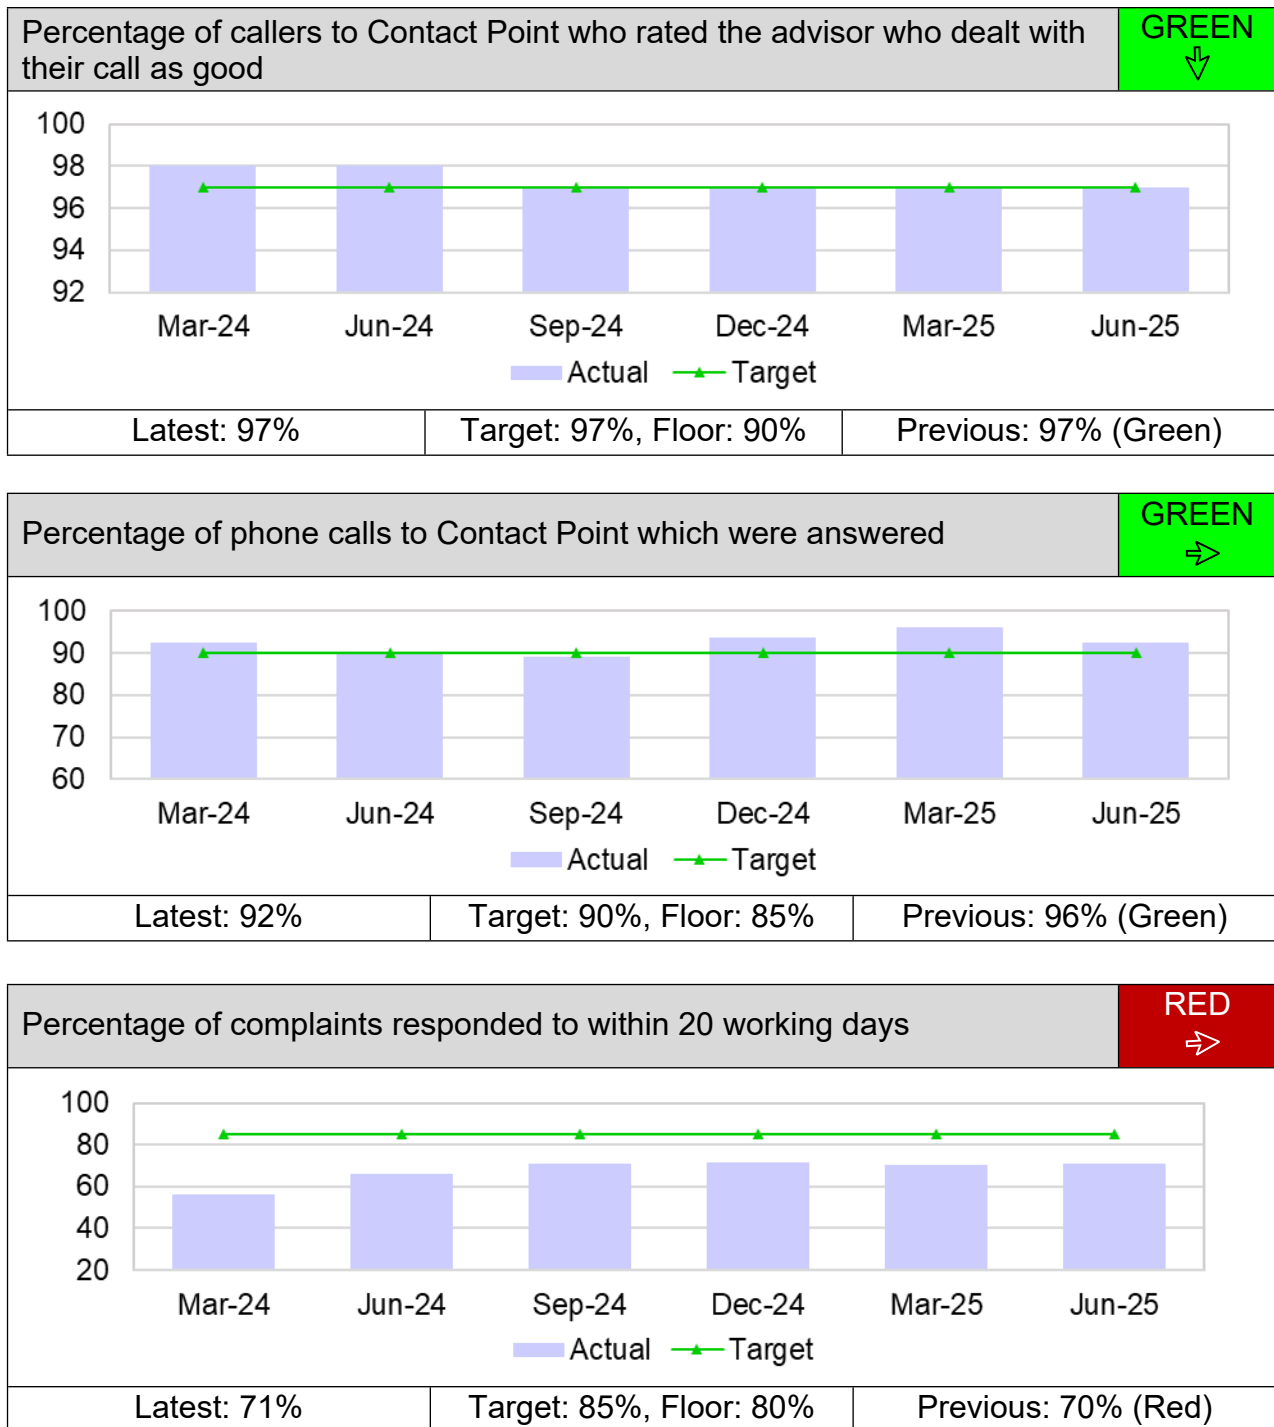 Percentage of callers to Contact Point who rated the advisor who dealt with
their call as good
GREEN
100
98
96
94
92
Mar-24 Jun-24 Sep-24 Dec-24 Mar-25 Jun-25
Actual Target
Latest: 97% Target: 97%, Floor: 90% Previous: 97% (Green)
Percentage of phone calls to Contact Point which were answered
GREEN
100
90
80
70
60
Mar-24 Jun-24 Sep-24 Dec-24 Mar-25 Jun-25
Actual Target
Latest: 92% Target: 90%, Floor: 85% Previous: 96% (Green)
Percentage of complaints responded to within 20 working days
RED
100
80
60
40
20
Mar-24 Jun-24 Sep-24 Dec-24 Mar-25 Jun-25
Actual Target
Latest: 71% Target: 85%, Floor: 80% Previous: 70% (Red)